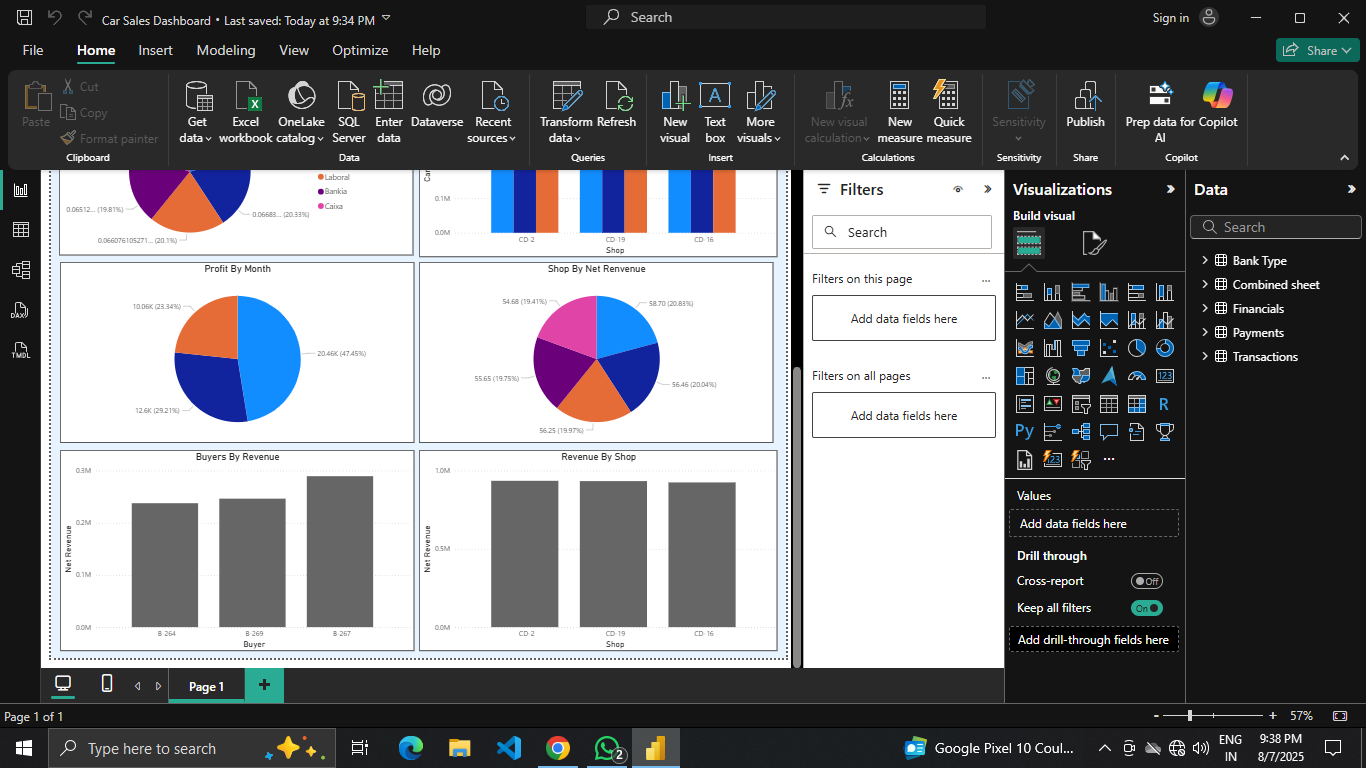 Car Sales Dashboard • Last saved: Today at 9:34 PM
Search
Sign in
File Home Insert Modeling View Optimize Help
Share
Paste
Cut
Copy
Format painter
Clipboard
Get data
Excel workbook
OneLake catalog
SQL Server
Enter data
Dataverse
Recent sources
Data
Transform data
Refresh
Queries
New visual
Text box
More visuals
Insert
New visual calculation
New measure
Quick measure
Calculations
Sensitivity
Sensitivity
Publish
Share
Prep data for AI
Copilot
Copilot
Laboral
Bankia
Caixa
0.06512... (19.81%)
0.06683... (20.33%)
0.066076105271... (20.1%)
0.1M
0.0M
CD-2 CD-19 CD-16
Shop
Profit By Month
10.06K (23.34%)
20.46K (47.45%)
12.6K (29.21%)
Shop By Net Renvenue
54.68 (19.41%)
58.70 (20.83%)
55.65 (19.75%)
56.46 (20.04%)
56.25 (19.97%)
Buyers By Revenue
Net Revenue
0.3M
0.2M
0.1M
0.0M
B-264 B-269 B-267
Buyer
Revenue By Shop
Net Revenue
1.0M
0.5M
0.0M
CD-2 CD-19 CD-16
Shop
Filters
Search
Filters on this page
...
Add data fields here
Filters on all pages
...
Add data fields here
Visualizations
Build visual
123
R
Py
123
...
Values
Add data fields here
Drill through
Cross-report
Off
Keep all filters
On
Add drill-through fields here
Data
Search
Bank Type
Combined sheet
Financials
Payments
Transactions
DAX
TMDL
Page 1
+
Page 1 of 1
- + 57%
Type here to search
2
Google Pixel 10 Coul...
ENG
IN
9:38 PM
8/7/2025